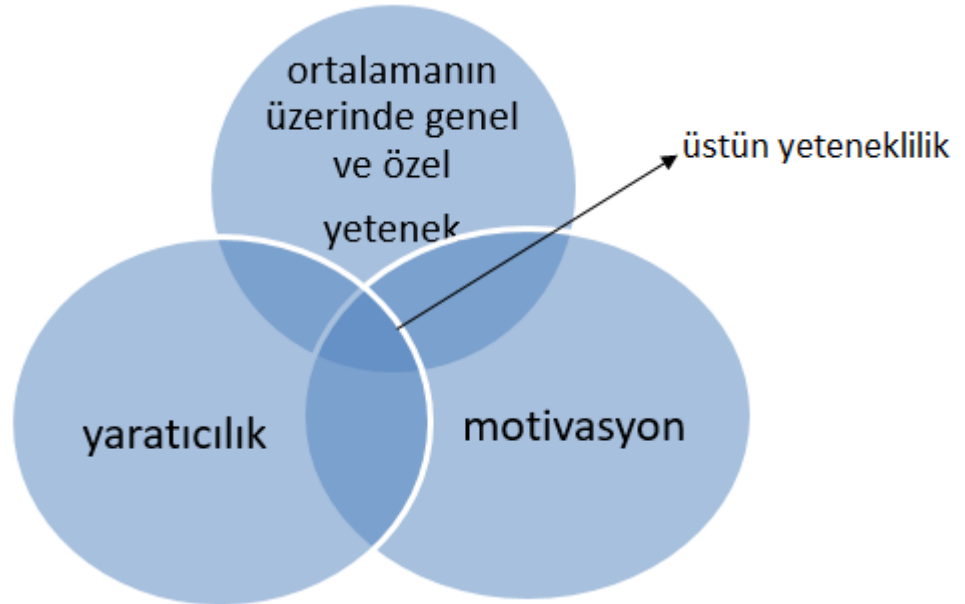 ortalamanın
üzerinde genel
ve özel
yetenek
üstün yeteneklilik
yaratıcılık
motivasyon